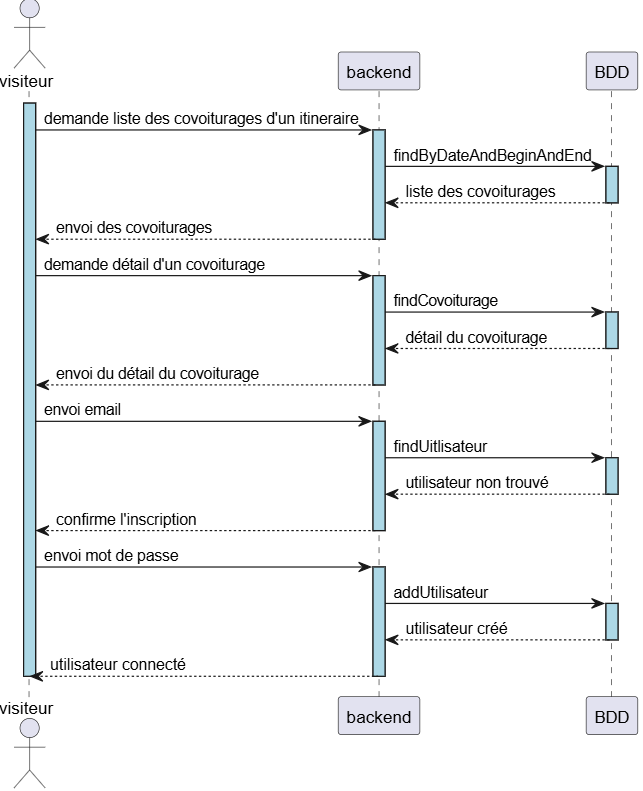 visiteur
backend
BDD
demande liste des covoiturages d'un itineraire
findByDateAndBeginAndEnd
liste des covoiturages
envoi des covoiturages
demande détail d'un covoiturage
findCovoiturage
détail du covoiturage
envoi du détail du covoiturage
envoi email
findUitlisateur
utilisateur non trouvé
confirme l'inscription
envoi mot de passe
addUtilisateur
utilisateur créé
utilisateur connecté
visiteur
backend
BDD